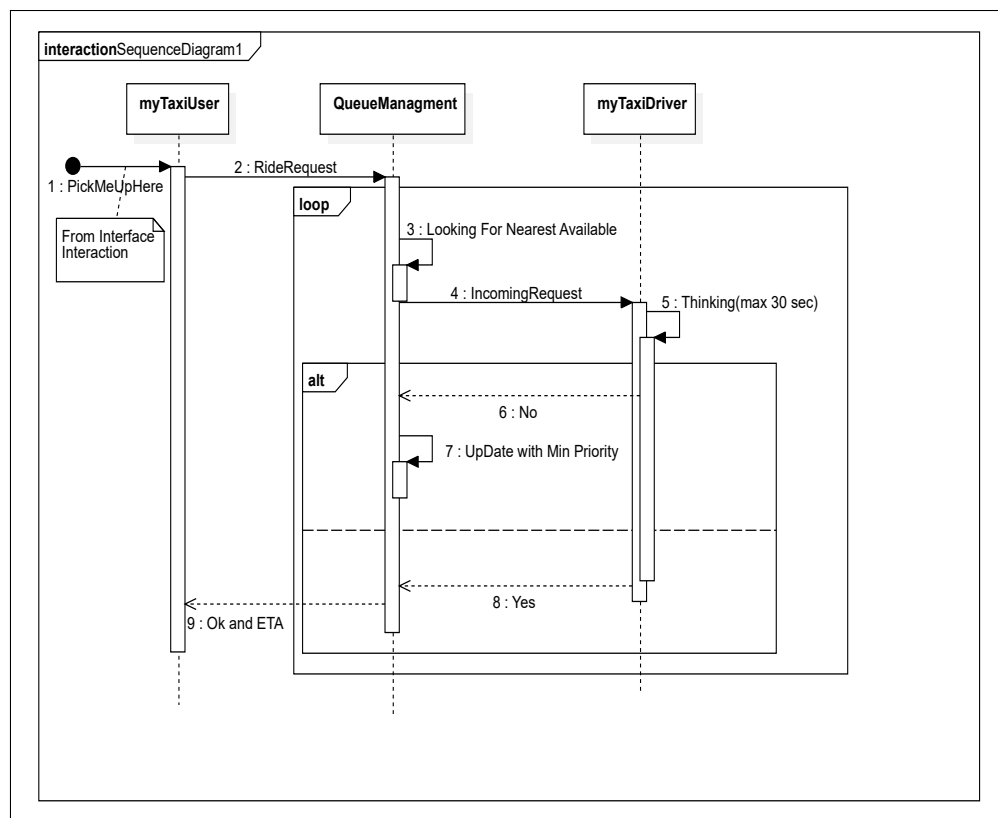 interactionSequenceDiagram1
myTaxiUser
QueueManagment
myTaxiDriver
1 : PickMeUpHere
2 : RideRequest
From Interface
Interaction
loop
3 : Looking For Nearest Available
4 : IncomingRequest
5 : Thinking(max 30 sec)
alt
6 : No
7 : UpDate with Min Priority
8 : Yes
9 : Ok and ETA